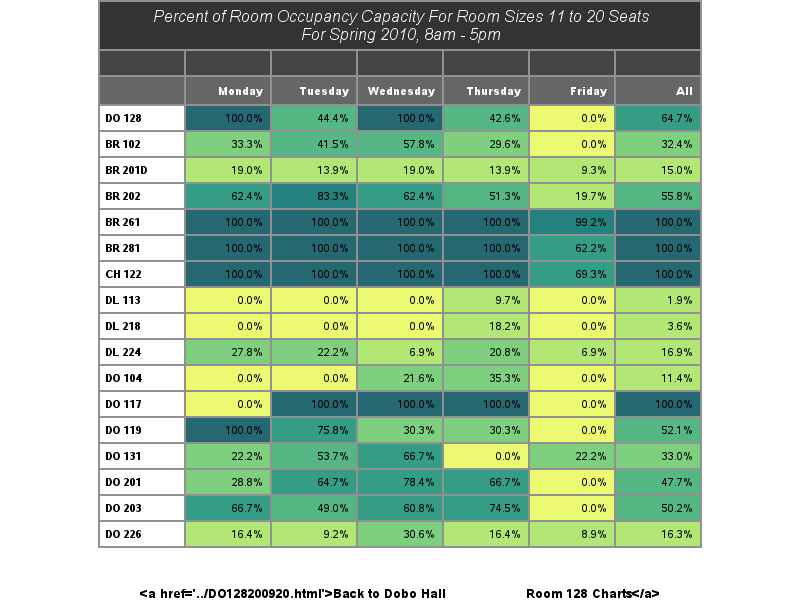 Percent of Room Occupancy Capacity For Room Sizes 11 to 20 Seats
For Spring 2010, 8am - 5pm
Monday Tuesday Wednesday Thursday Friday All
DO 128 100.0% 44.4% 100.0% 42.6% 0.0% 64.7%
BR 102 33.3% 41.5% 57.8% 29.6% 0.0% 32.4%
BR 201D 19.0% 13.9% 19.0% 13.9% 9.3% 15.0%
BR 202 62.4% 83.3% 62.4% 51.3% 19.7% 55.8%
BR 261 100.0% 100.0% 100.0% 100.0% 99.2% 100.0%
BR 281 100.0% 100.0% 100.0% 100.0% 62.2% 100.0%
CH 122 100.0% 100.0% 100.0% 100.0% 69.3% 100.0%
DL 113 0.0% 0.0% 0.0% 9.7% 0.0% 1.9%
DL 218 0.0% 0.0% 0.0% 18.2% 0.0% 3.6%
DL 224 27.8% 22.2% 6.9% 20.8% 6.9% 16.9%
DO 104 0.0% 0.0% 21.6% 35.3% 0.0% 11.4%
DO 117 0.0% 100.0% 100.0% 100.0% 0.0% 100.0%
DO 119 100.0% 75.8% 30.3% 30.3% 0.0% 52.1%
DO 131 22.2% 53.7% 66.7% 0.0% 22.2% 33.0%
DO 201 28.8% 64.7% 78.4% 66.7% 0.0% 47.7%
DO 203 66.7% 49.0% 60.8% 74.5% 0.0% 50.2%
DO 226 16.4% 9.2% 30.6% 16.4% 8.9% 16.3%
<a href='../DO128200920.html'>Back to Dobo Hall Room 128 Charts</a>